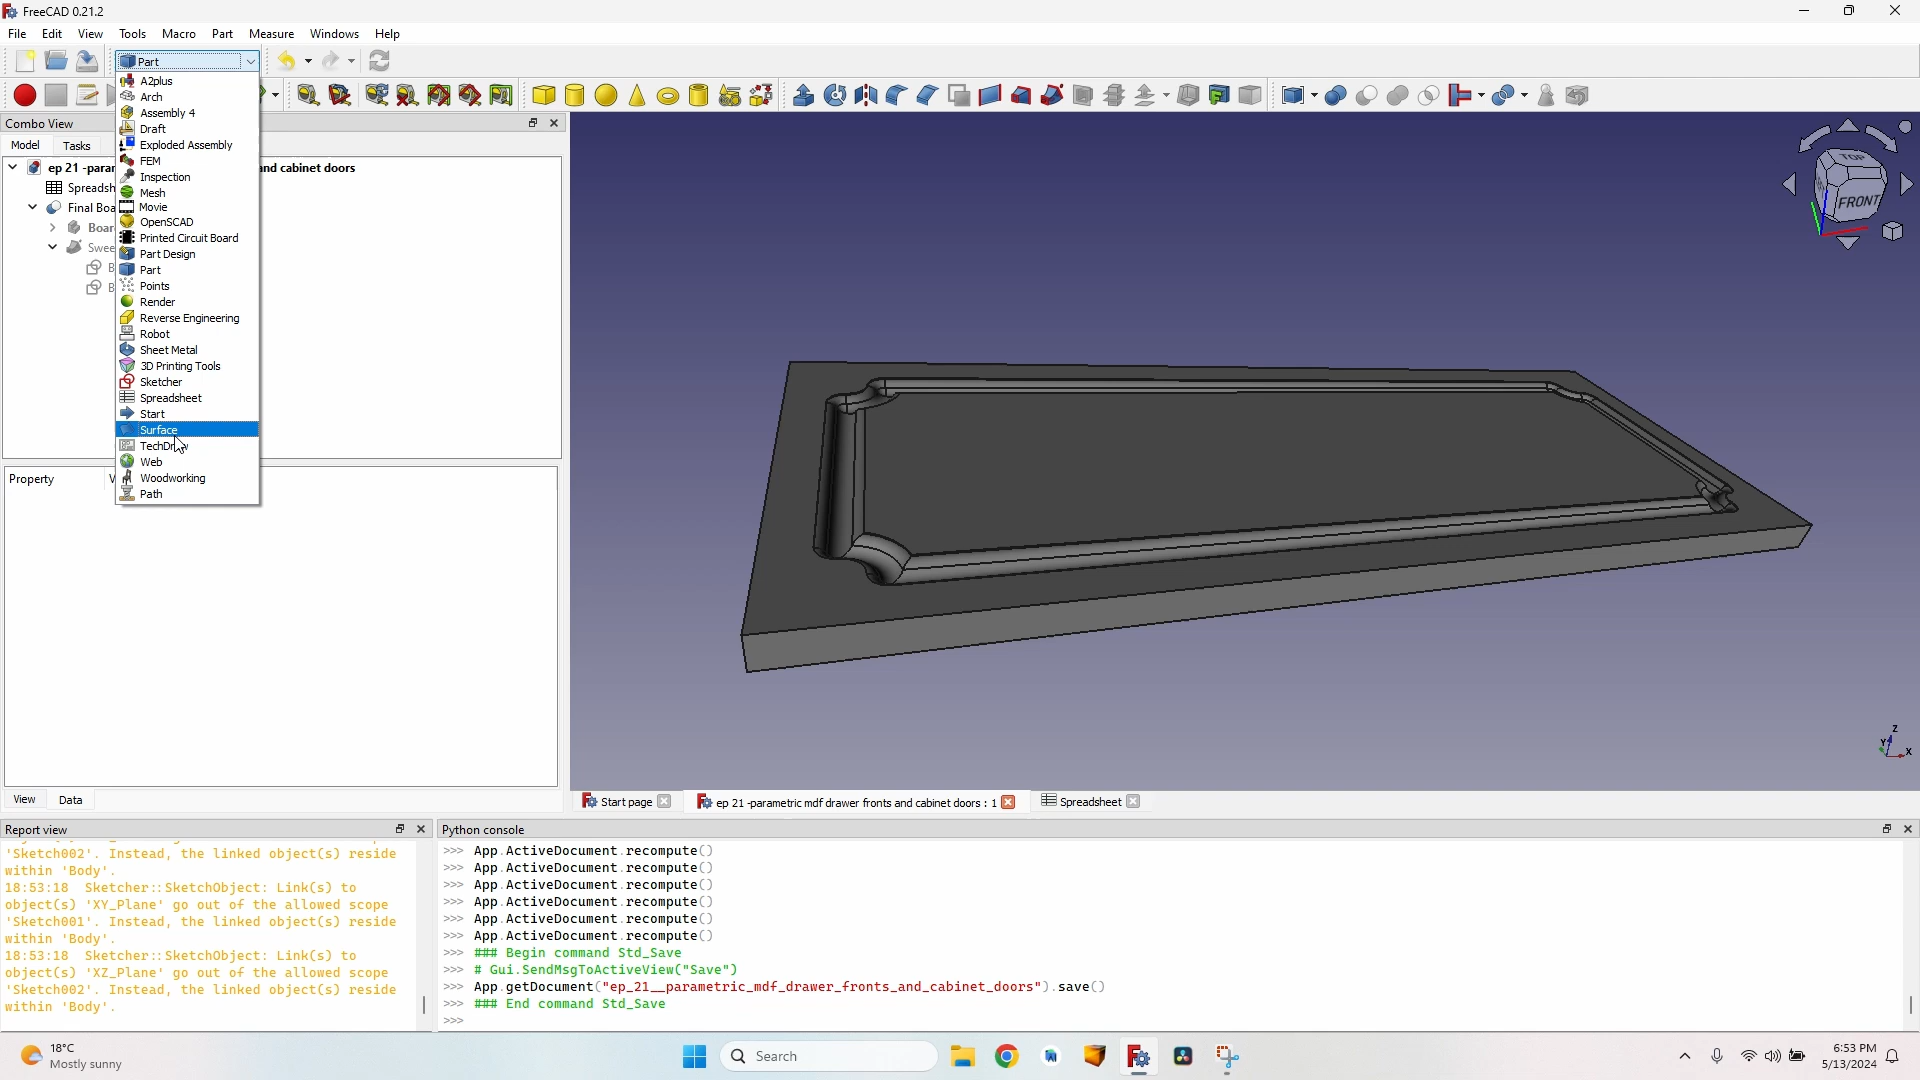 FreeCAD 0.21.2
File Edit View Tools Macro Part Measure Windows Help
Part
A2plus
Arch
Assembly 4
Draft
Exploded Assembly
FEM
Inspection
Mesh
Movie
OpenSCAD
Printed Circuit Board
Part Design
Part
Points
Render
Reverse Engineering
Robot
Sheet Metal
3D Printing Tools
Sketcher
Spreadsheet
Start
Surface
Web
Woodworking
Path
Combo View
Model Tasks
ep 21 -para
nd cabinet doors
Spreadsh
Final Boa
Boar
Swee
B
B
Property
View Data
TOP
FRONT
Z
Y
X
Start page
ep 21 -parametric mdf drawer fronts and cabinet doors : 1
Spreadsheet
Report view
'Sketch002'. Instead, the linked object(s) reside
within 'Body'.
18:53:18 Sketcher::SketchObject: Link(s) to
object(s) 'XY_Plane' go out of the allowed scope
'Sketch001'. Instead, the linked object(s) reside
within 'Body'.
18:53:18 Sketcher::SketchObject: Link(s) to
object(s) 'XZ_Plane' go out of the allowed scope
'Sketch002'. Instead, the linked object(s) reside
within 'Body'.
Python console
>>> App.ActiveDocument.recompute()
>>> App.ActiveDocument.recompute()
>>> App.ActiveDocument.recompute()
>>> App.ActiveDocument.recompute()
>>> App.ActiveDocument.recompute()
>>> App.ActiveDocument.recompute()
>>> ### Begin command Std_Save
>>> # Gui.SendMsgToActiveView("Save")
>>> App.getDocument("ep_21__parametric_mdf_drawer_fronts_and_cabinet_doors").save()
>>> ### End command Std_Save
>>>
18°C
Mostly sunny
Search
6:53 PM
5/13/2024